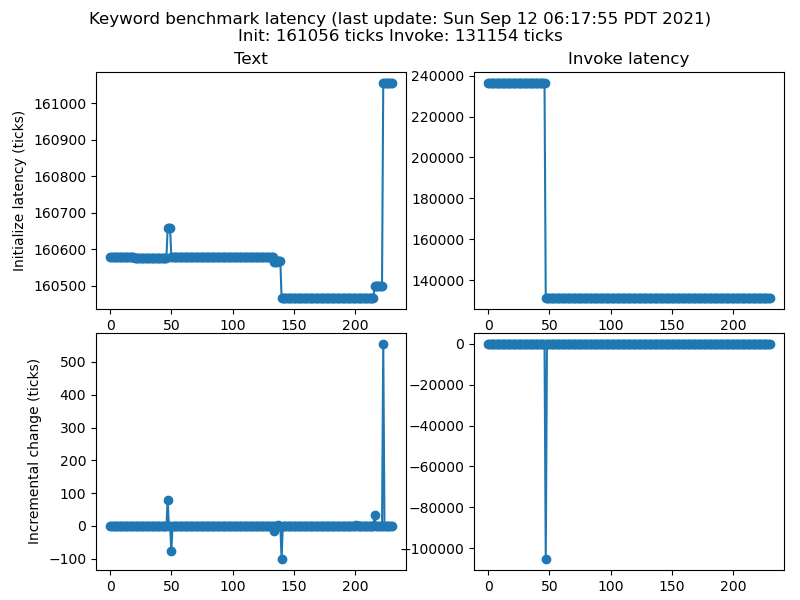 Keyword benchmark latency (last update: Sun Sep 12 06:17:55 PDT 2021)
Init: 161056 ticks Invoke: 131154 ticks
Text
Invoke latency
Initialize latency (ticks)
161000
160900
160800
160700
160600
160500
0 50 100 150 200
240000
220000
200000
180000
160000
140000
0 50 100 150 200
Incremental change (ticks)
500
400
300
200
100
0
−100
0 50 100 150 200
0
−20000
−40000
−60000
−80000
−100000
0 50 100 150 200